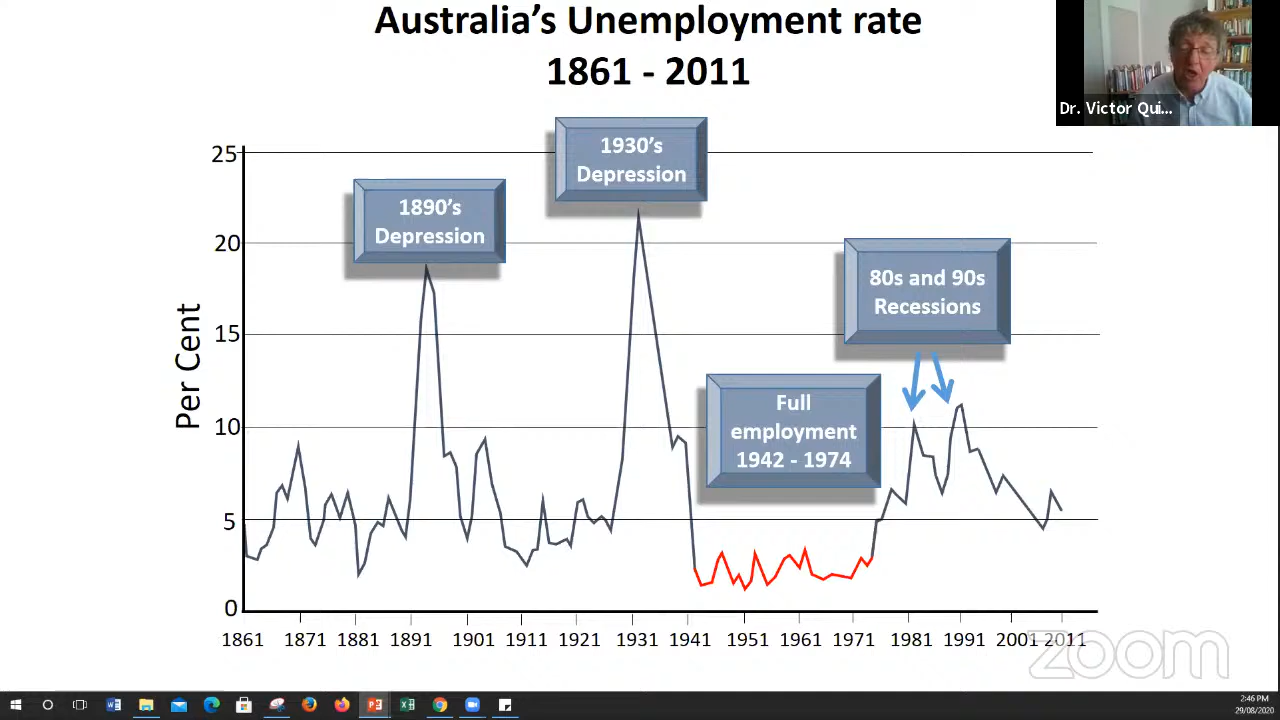 Australia's Unemployment rate
1861 - 2011
Dr. Victor Qui...
Per Cent
25
20
15
10
5
0
1890's
Depression
1930's
Depression
Full
employment
1942 - 1974
80s and 90s
Recessions
1861 1871 1881 1891 1901 1911 1921 1931 1941 1951 1961 1971 1981 1991 2001 2011
zoom
2:46 PM
29/08/2020